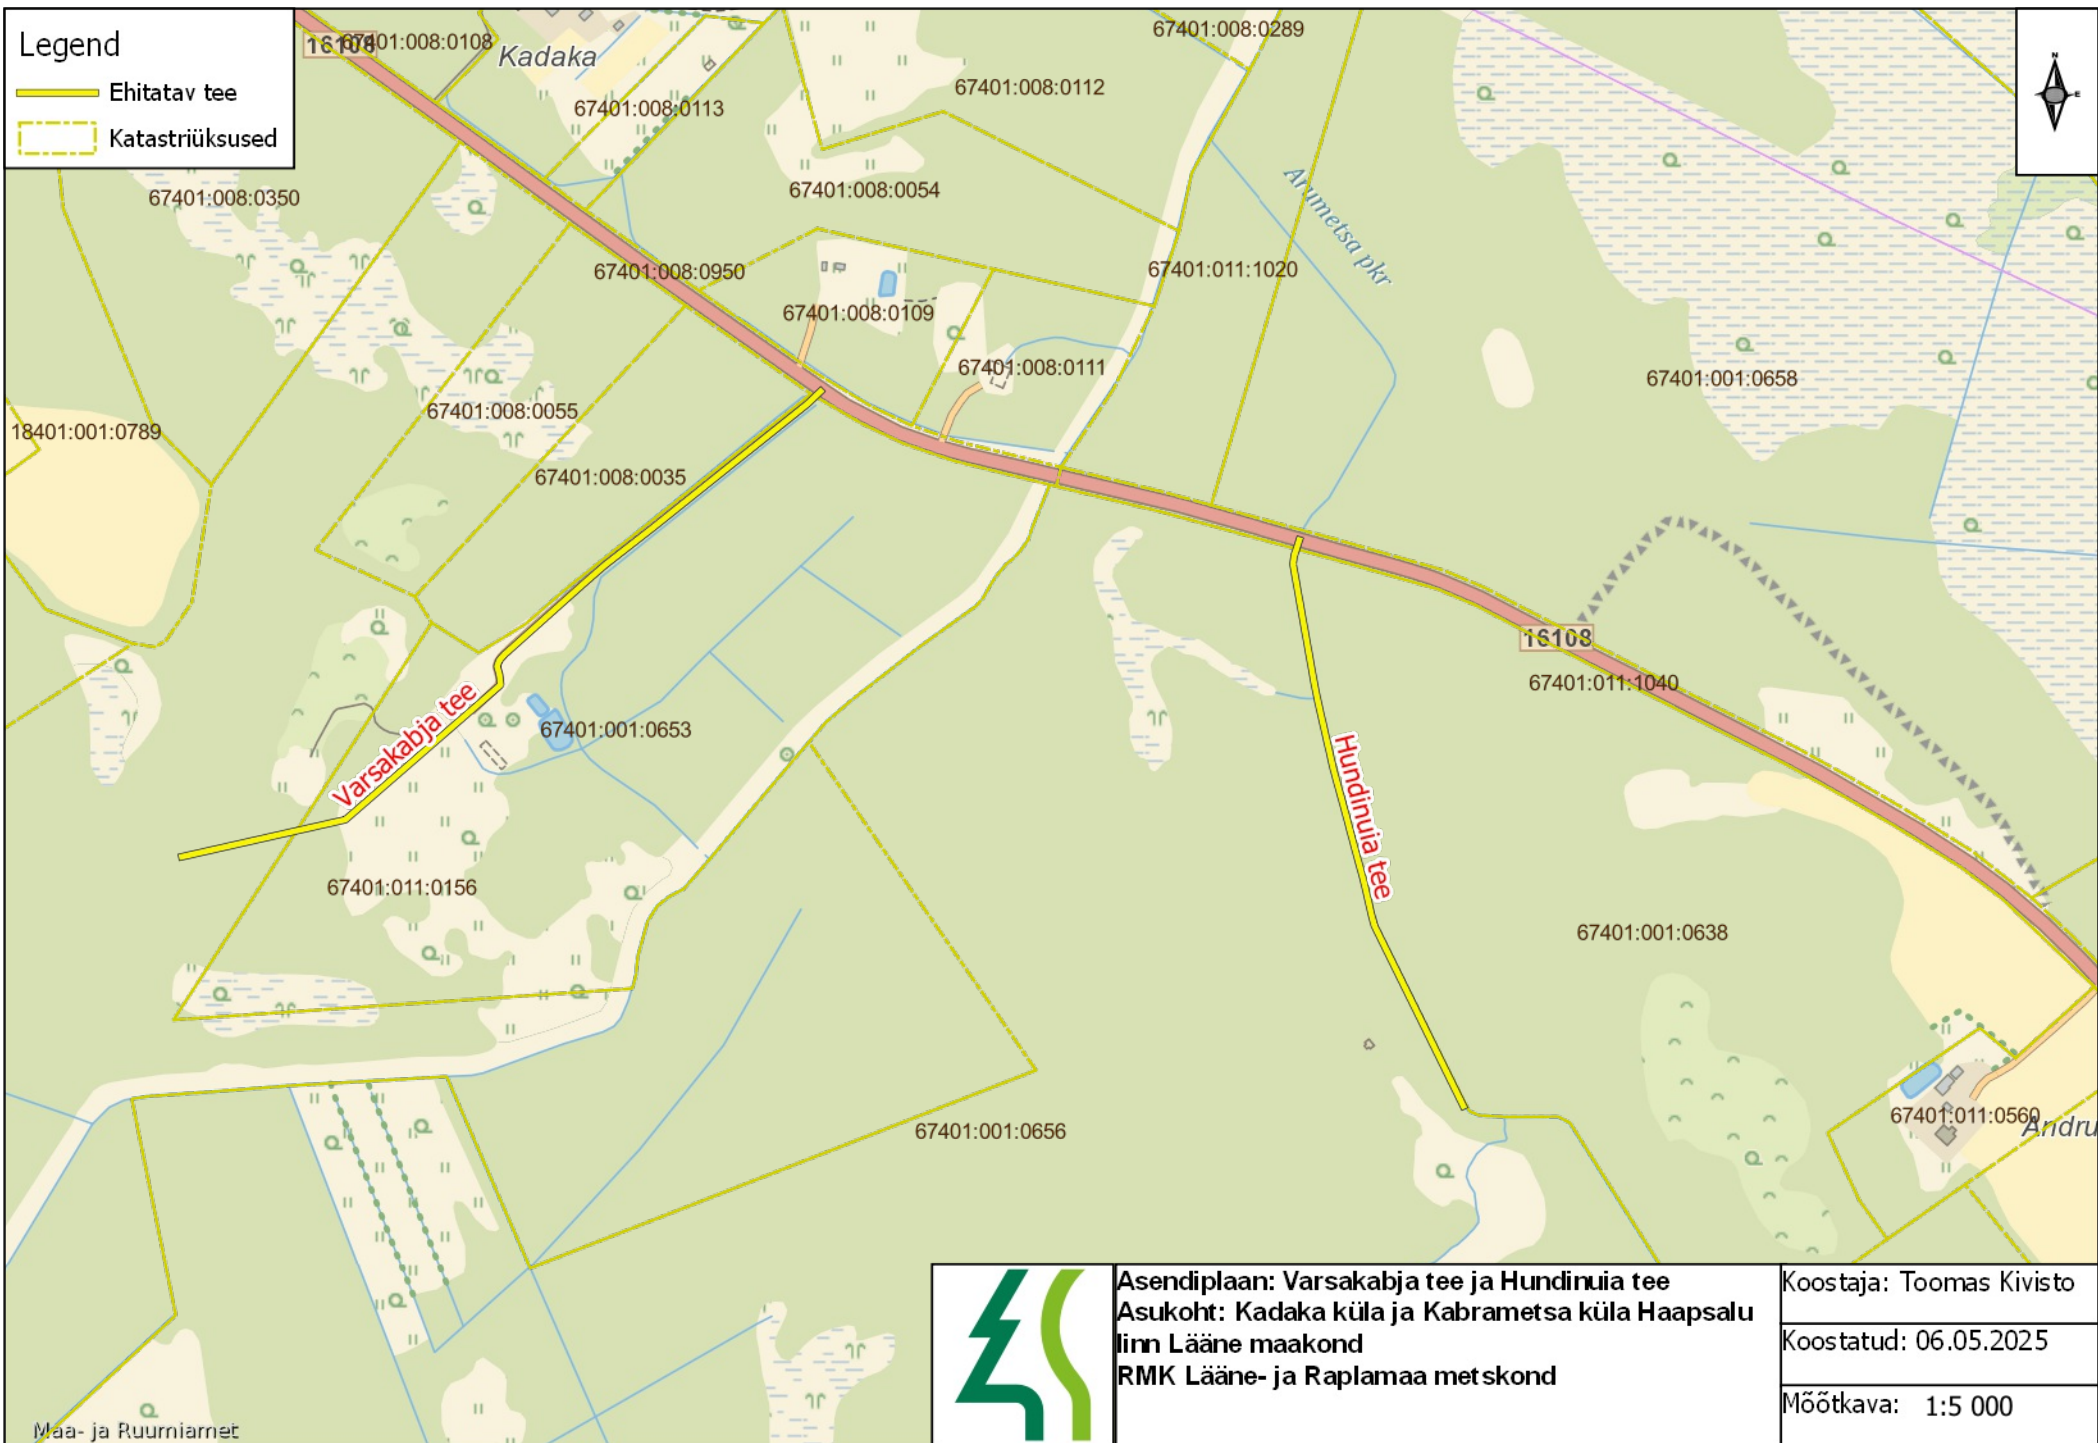 Legend
Ehitatav tee
Katastriüksused
16108
67401:008:0108
Kadaka
67401:008:0289
N
E
67401:008:0112
67401:008:0113
67401:008:0350
67401:008:0054
Arumetsa pkr
67401:008:0950
67401:011:1020
67401:008:0109
67401:008:0111
67401:001:0658
67401:008:0055
18401:001:0789
67401:008:0035
16108
67401:011:1040
Varsakabja tee
67401:001:0653
Hundinuia tee
67401:011:0156
67401:001:0638
67401:011:0560
Andru
67401:001:0656
Asendiplaan: Varsakabja tee ja Hundinuia tee
Asukoht: Kadaka küla ja Kabrametsa küla Haapsalu
linn Lääne maakond
RMK Lääne- ja Raplamaa metskond
Koostaja: Toomas Kivisto
Koostatud: 06.05.2025
Mõõtkava: 1:5 000
Maa- ja Ruumiamet